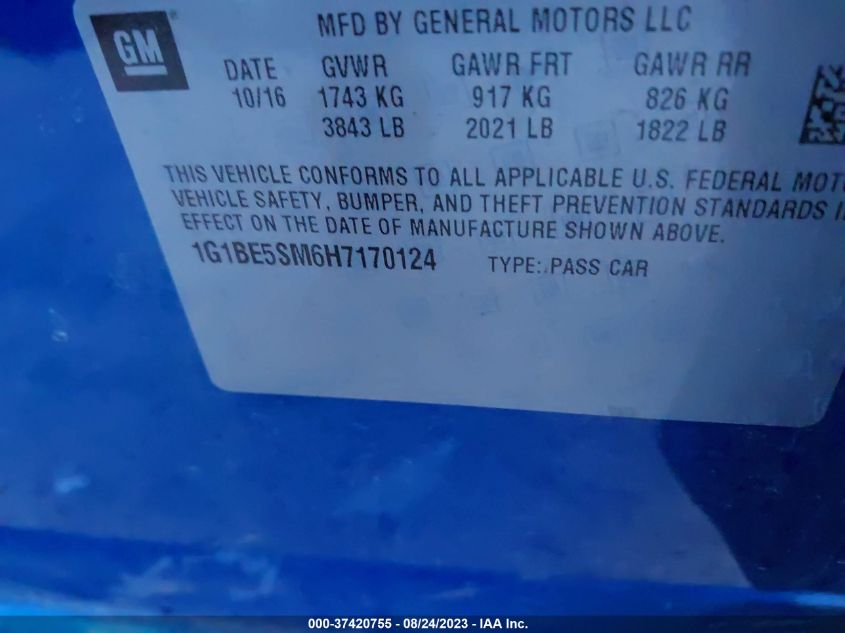 GM
MFD BY GENERAL MOTORS LLC
DATE GVWR GAWR FRT GAWR RR
10/16 1743 KG 917 KG 826 KG
3843 LB 2021 LB 1822 LB
THIS VEHICLE CONFORMS TO ALL APPLICABLE U.S. FEDERAL MOT
VEHICLE SAFETY, BUMPER, AND THEFT PREVENTION STANDARDS I
EFFECT ON THE DATE OF MANUFACTURE SHOWN ABOVE.
1G1BE5SM6H7170124 TYPE: PASS CAR
000-37420755 - 08/24/2023 - IAA Inc.